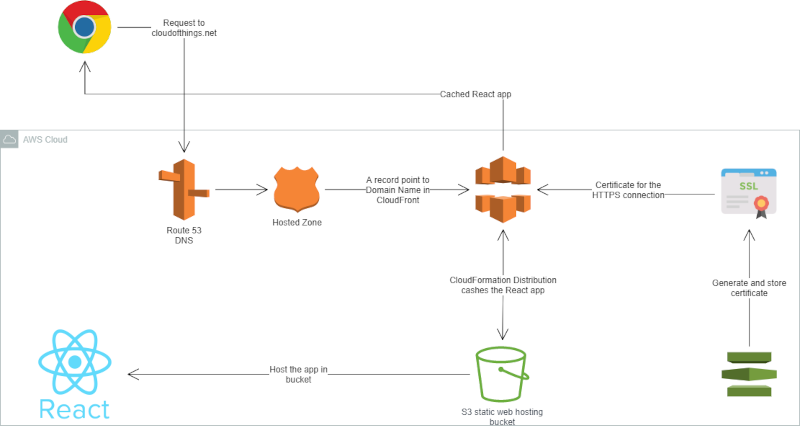 Request to
cloudofthings.net
Cached React app
AWS Cloud
Route 53
DNS
Hosted Zone
A record point to
Domain Name in
CloudFront
Certificate for the
HTTPS connection
SSL
CloudFormation Distribution
cashes the React app
Generate and store
certificate
React
Host the app in
bucket
S3 static web hosting
bucket